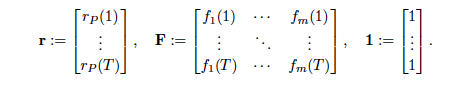 r := [r_P(1) ⋮ r_P(T)], F := [f_1(1) ⋯ f_m(1) ⋮ ⋱ ⋮ f_1(T) ⋯ f_m(T)], 1 := [1 ⋮ 1].